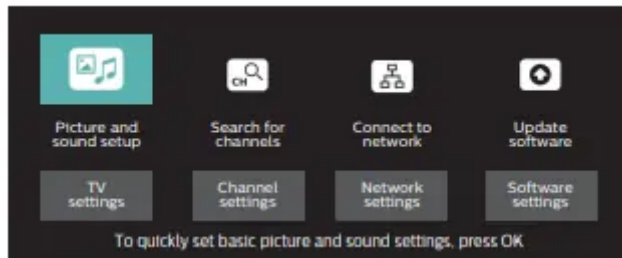 CH
Picture and
sound setup
Search for
channels
Connect to
network
Update
software
TV
settings
Channel
settings
Network
settings
Software
settings
To quickly set basic picture and sound settings, press OK